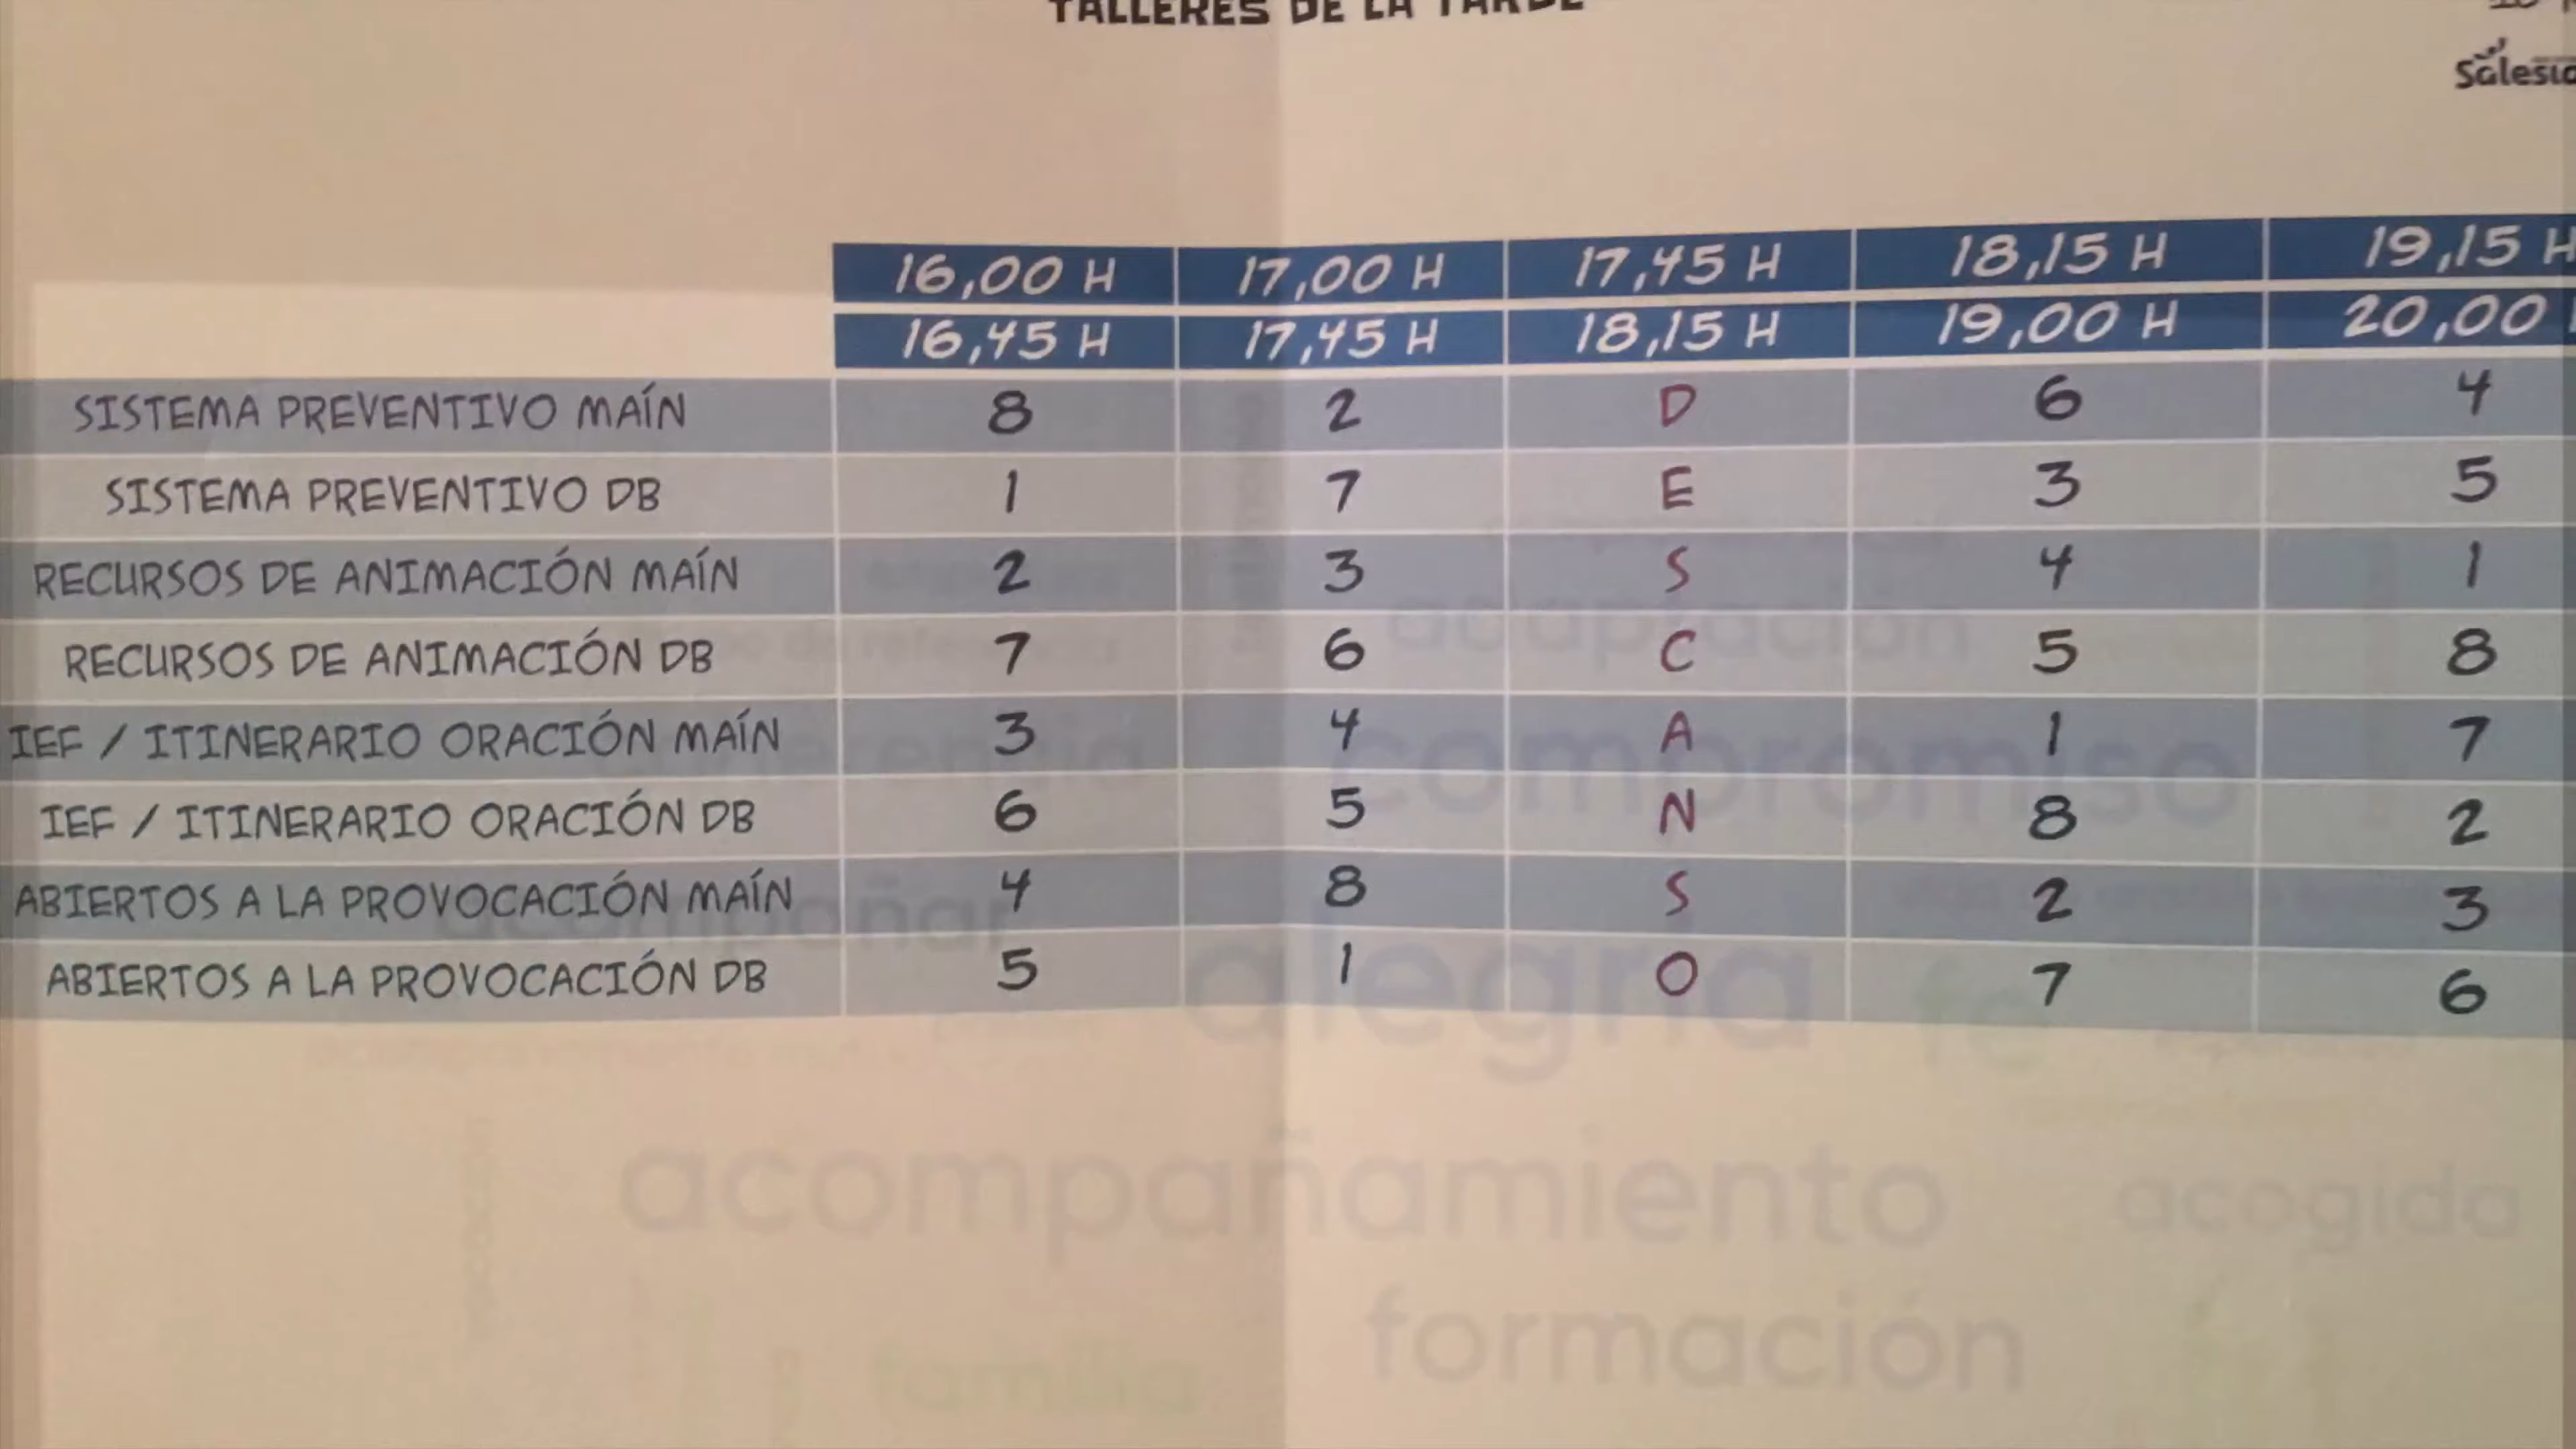 TALLERES DE LA TARDE
Salesia
16,00 H 17,00 H 17,45 H 18,15 H 19,15 H
16,45 H 17,45 H 18,15 H 19,00 H 20,00
SISTEMA PREVENTIVO MAÍN 8 2 D 6 4
SISTEMA PREVENTIVO DB 1 7 E 3 5
RECURSOS DE ANIMACIÓN MAÍN 2 3 S 4 1
RECURSOS DE ANIMACIÓN DB 7 6 C 5 8
IEF / ITINERARIO ORACIÓN MAÍN 3 4 A 1 7
IEF / ITINERARIO ORACIÓN DB 6 5 N 8 2
ABIERTOS A LA PROVOCACIÓN MAÍN 4 8 S 2 3
ABIERTOS A LA PROVOCACIÓN DB 5 1 O 7 6
adaptación
compromiso
acompañar
alegría fe
acompañamiento acogida
formación
familia